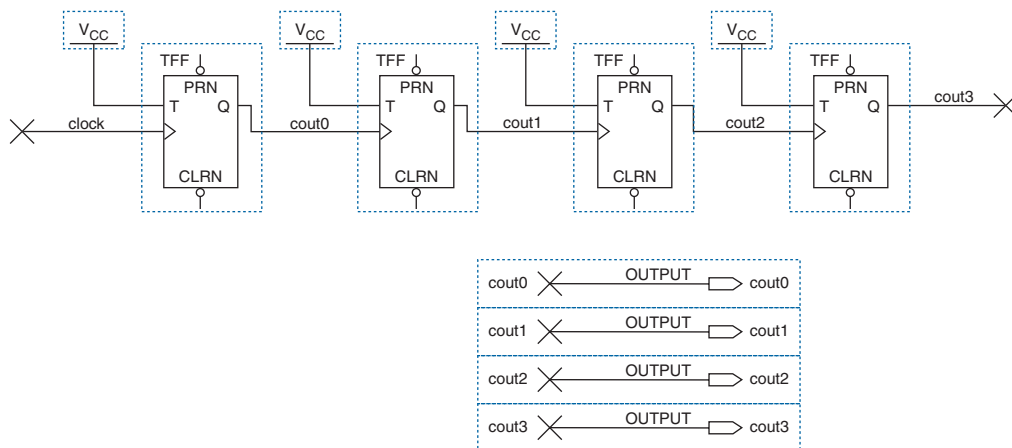 VCC VCC VCC VCC
TFF TFF TFF TFF
PRN PRN PRN PRN
T Q T Q T Q T Q cout3
clock cout0 cout1 cout2
CLRN CLRN CLRN CLRN
cout0 OUTPUT cout0
cout1 OUTPUT cout1
cout2 OUTPUT cout2
cout3 OUTPUT cout3